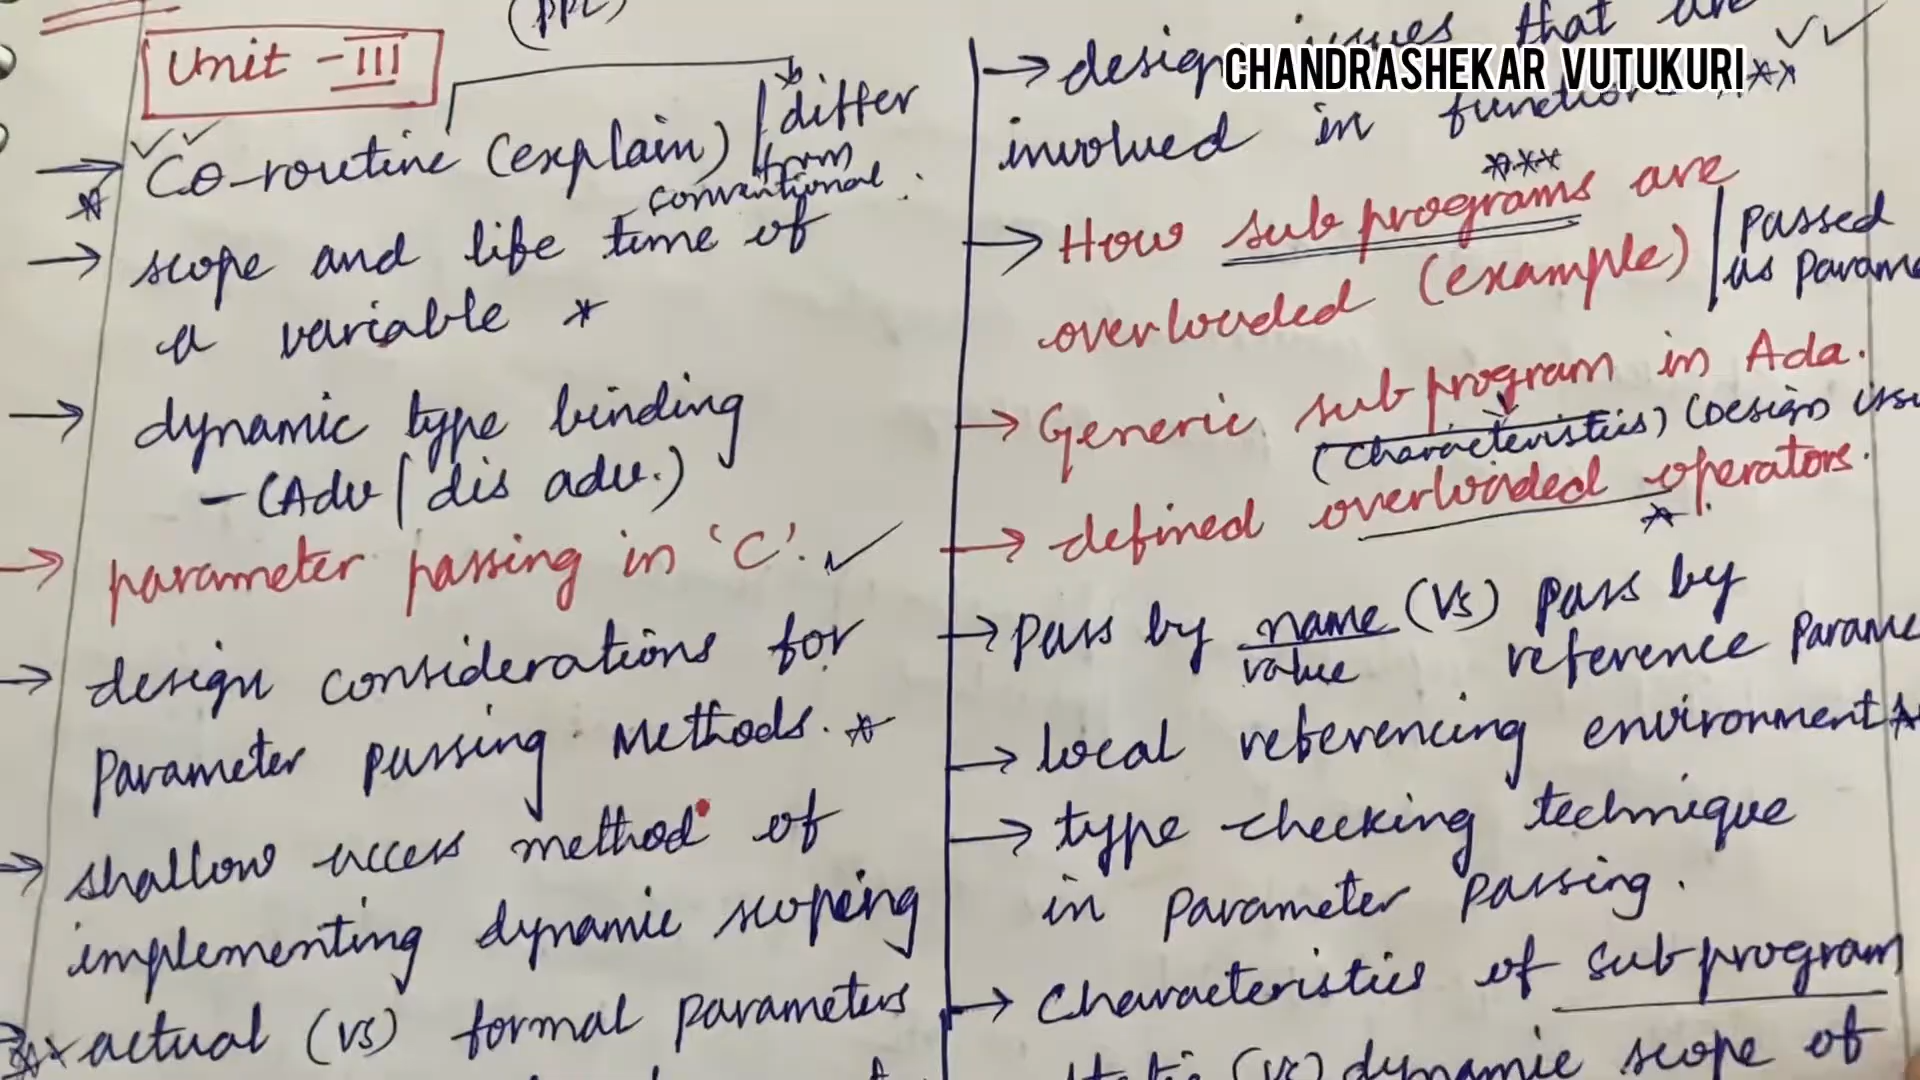 (PPL)
Unit - III
→ Co-routine (explain) | differ
from
conventional.
→ scope and life time of
a variable *
→ dynamic type binding
- (Adv / dis adv.)
→ parameter passing in 'C'. ✓
→ design considerations for
Parameter passing Methods. *
→ shallow access method of
implementing dynamic scoping
→ actual (vs) formal parameters
→ design issues that are
CHANDRASHEKAR VUTUKURI
involved in function ***
***
→ How sub programs are
overloaded (example) | passed
as Parame
→ Generic sub program in Ada.
(characteristics) (Design issu
→ defined overloaded operators.
*
→ Pass by name (vs) pass by
value reference Parame
→ local referencing environment *
→ type checking technique
in Parameter Passing.
→ Characteristics of sub program
(vs) dynamic scope of